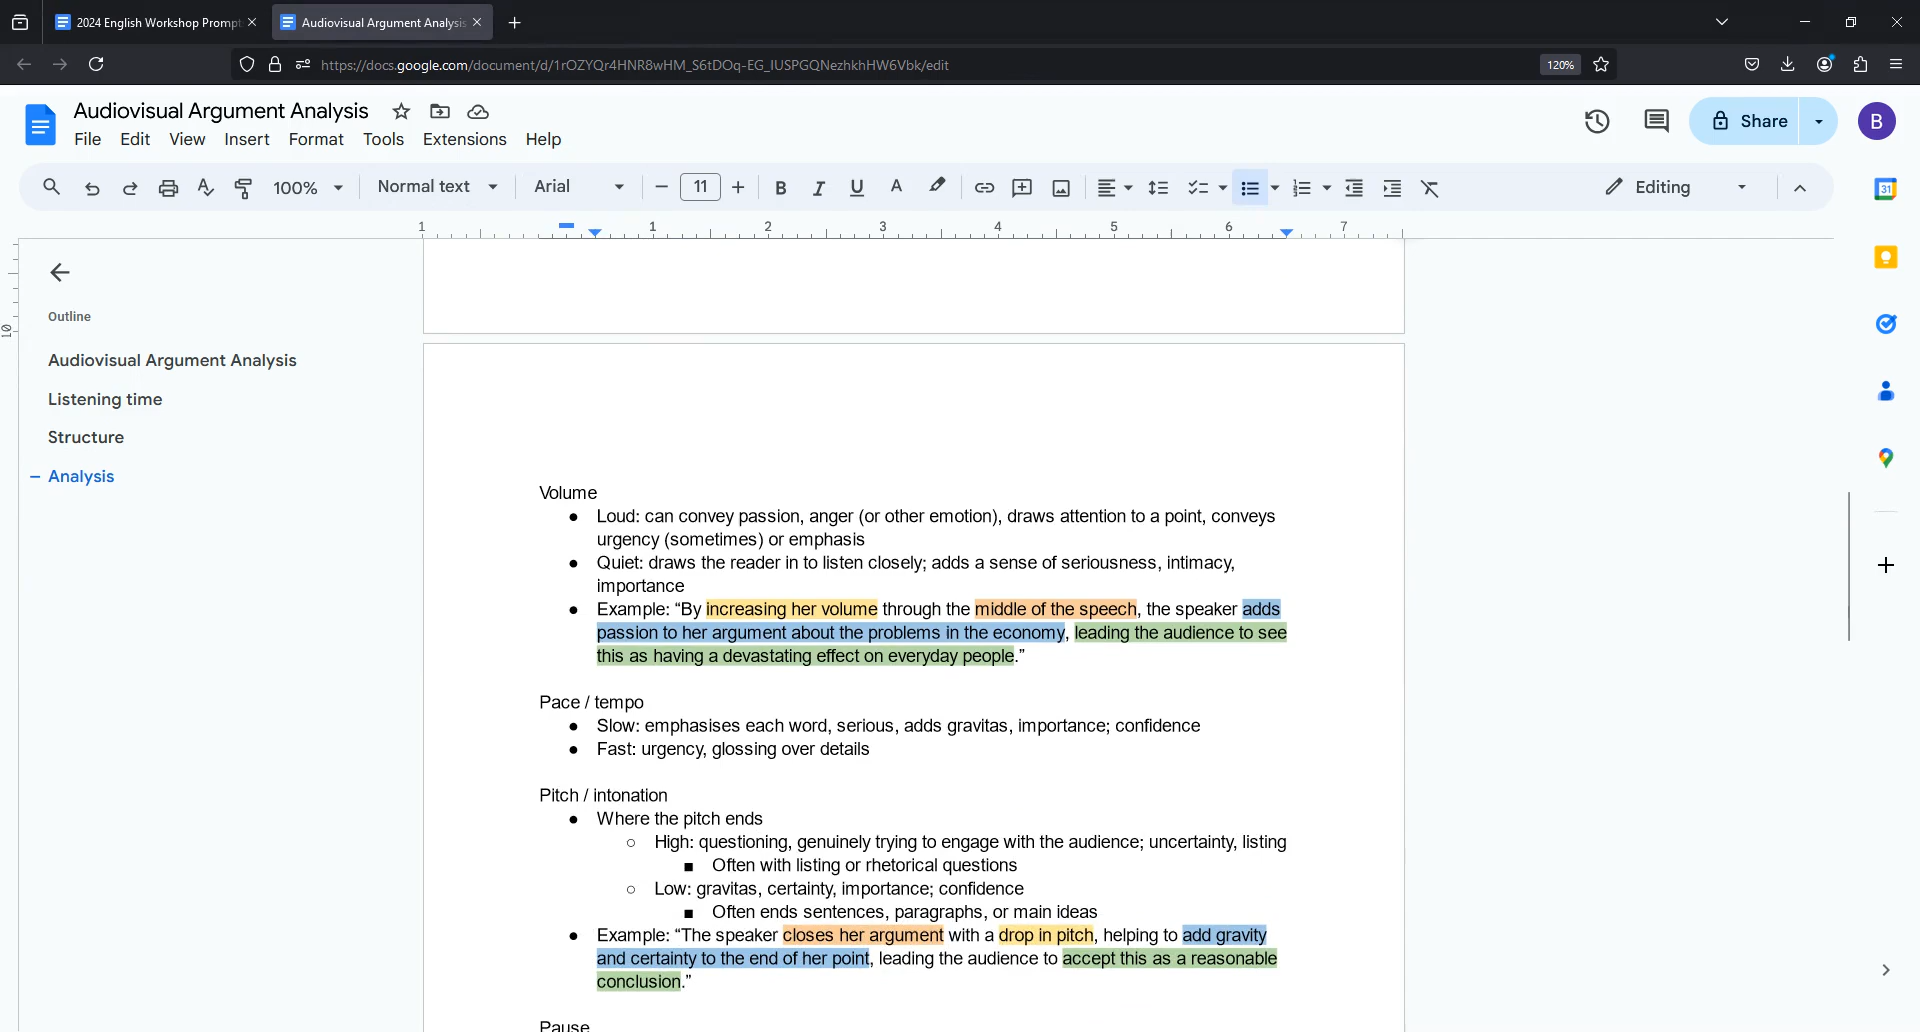 2024 English Workshop Prompt
Audiovisual Argument Analysis
https://docs.google.com/document/d/1rOZYQr4HNR8wHM_S6tDOq-EG_IUSPGQNezhkhHW6Vbk/edit
120%
Audiovisual Argument Analysis
File Edit View Insert Format Tools Extensions Help
Share
B
100% Normal text Arial 11 B I U A Editing
31
1 1 2 3 4 5 6 7
10
Outline
Audiovisual Argument Analysis
Listening time
Structure
Analysis
Volume
● Loud: can convey passion, anger (or other emotion), draws attention to a point, conveys
urgency (sometimes) or emphasis
● Quiet: draws the reader in to listen closely; adds a sense of seriousness, intimacy,
importance
● Example: “By increasing her volume through the middle of the speech, the speaker adds
passion to her argument about the problems in the economy, leading the audience to see
this as having a devastating effect on everyday people.”
Pace / tempo
● Slow: emphasises each word, serious, adds gravitas, importance; confidence
● Fast: urgency, glossing over details
Pitch / intonation
● Where the pitch ends
○ High: questioning, genuinely trying to engage with the audience; uncertainty, listing
■ Often with listing or rhetorical questions
○ Low: gravitas, certainty, importance; confidence
■ Often ends sentences, paragraphs, or main ideas
● Example: “The speaker closes her argument with a drop in pitch, helping to add gravity
and certainty to the end of her point, leading the audience to accept this as a reasonable
conclusion.”
Pause